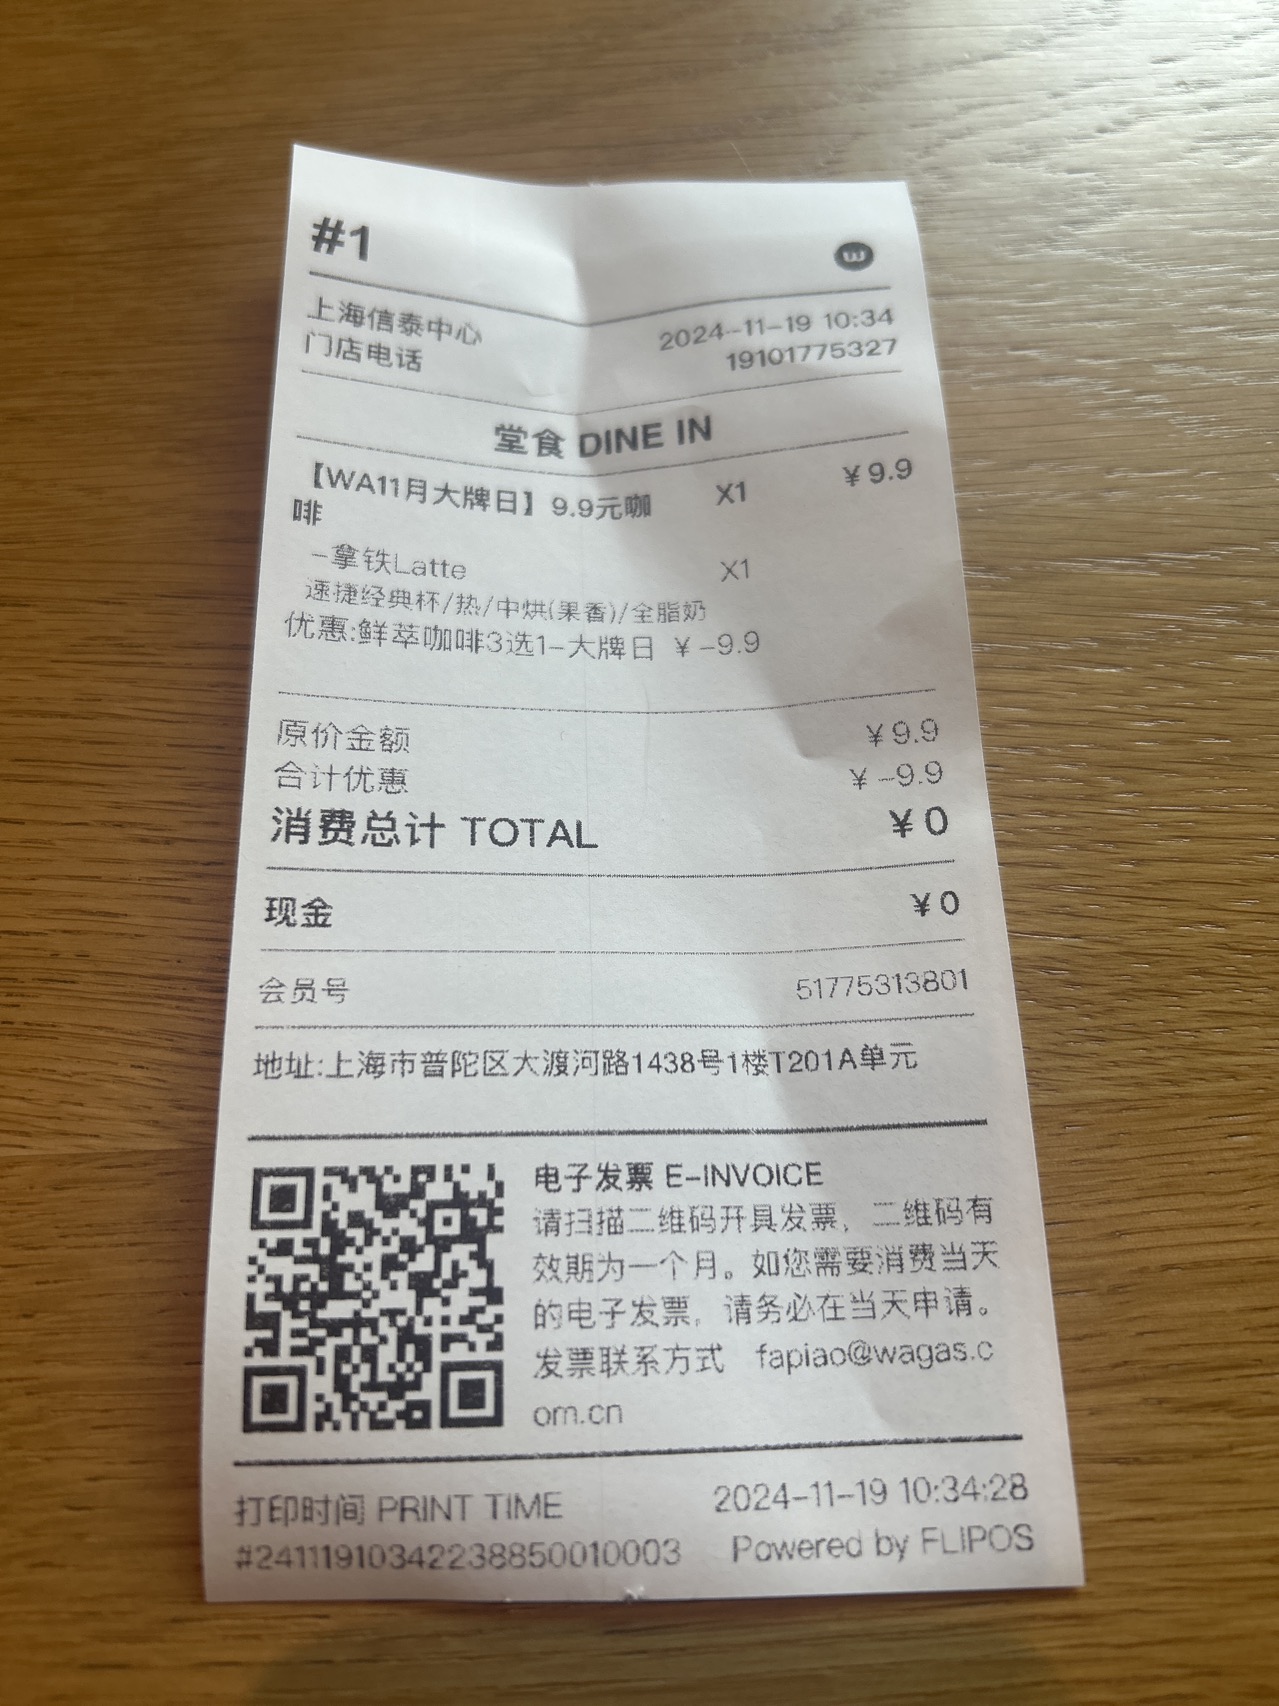 #1
w
上海信泰中心 2024-11-19 10:34
门店电话 19101775327
堂食 DINE IN
【WA11月大牌日】9.9元咖 X1 ¥9.9
啡
-拿铁Latte X1
速捷经典杯/热/中烘(果香)/全脂奶
优惠:鲜萃咖啡3选1-大牌日 ¥-9.9
原价金额 ¥9.9
合计优惠 ¥-9.9
消费总计 TOTAL ¥0
现金 ¥0
会员号 51775313801
地址:上海市普陀区大渡河路1438号1楼T201A单元
电子发票 E-INVOICE
请扫描二维码开具发票，二维码有
效期为一个月。如您需要消费当天
的电子发票，请务必在当天申请。
发票联系方式 fapiao@wagas.c
om.cn
打印时间 PRINT TIME 2024-11-19 10:34:28
#24111910342238850010003 Powered by FLIPOS